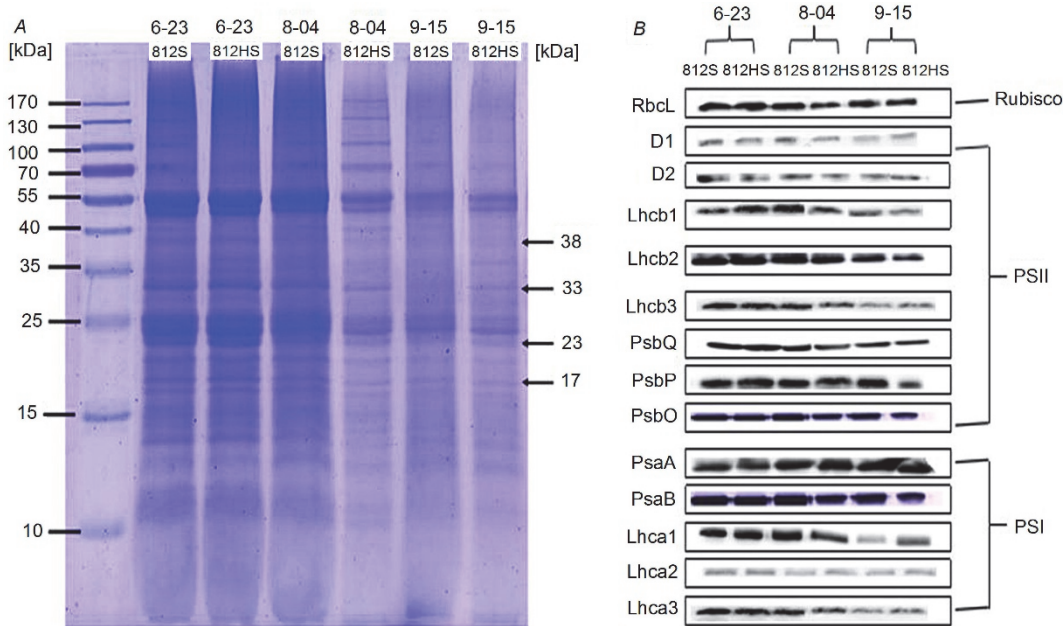 A
6-23 6-23 8-04 8-04 9-15 9-15
[kDa] 812S 812HS 812S 812HS 812S 812HS [kDa]
170
130
100
70
55
40
38
35
33
25
23
17
15
10
B
6-23 8-04 9-15
812S 812HS 812S 812HS 812S 812HS
RbcL Rubisco
D1
D2
Lhcb1
Lhcb2
PSII
Lhcb3
PsbQ
PsbP
PsbO
PsaA
PsaB
Lhca1
PSI
Lhca2
Lhca3